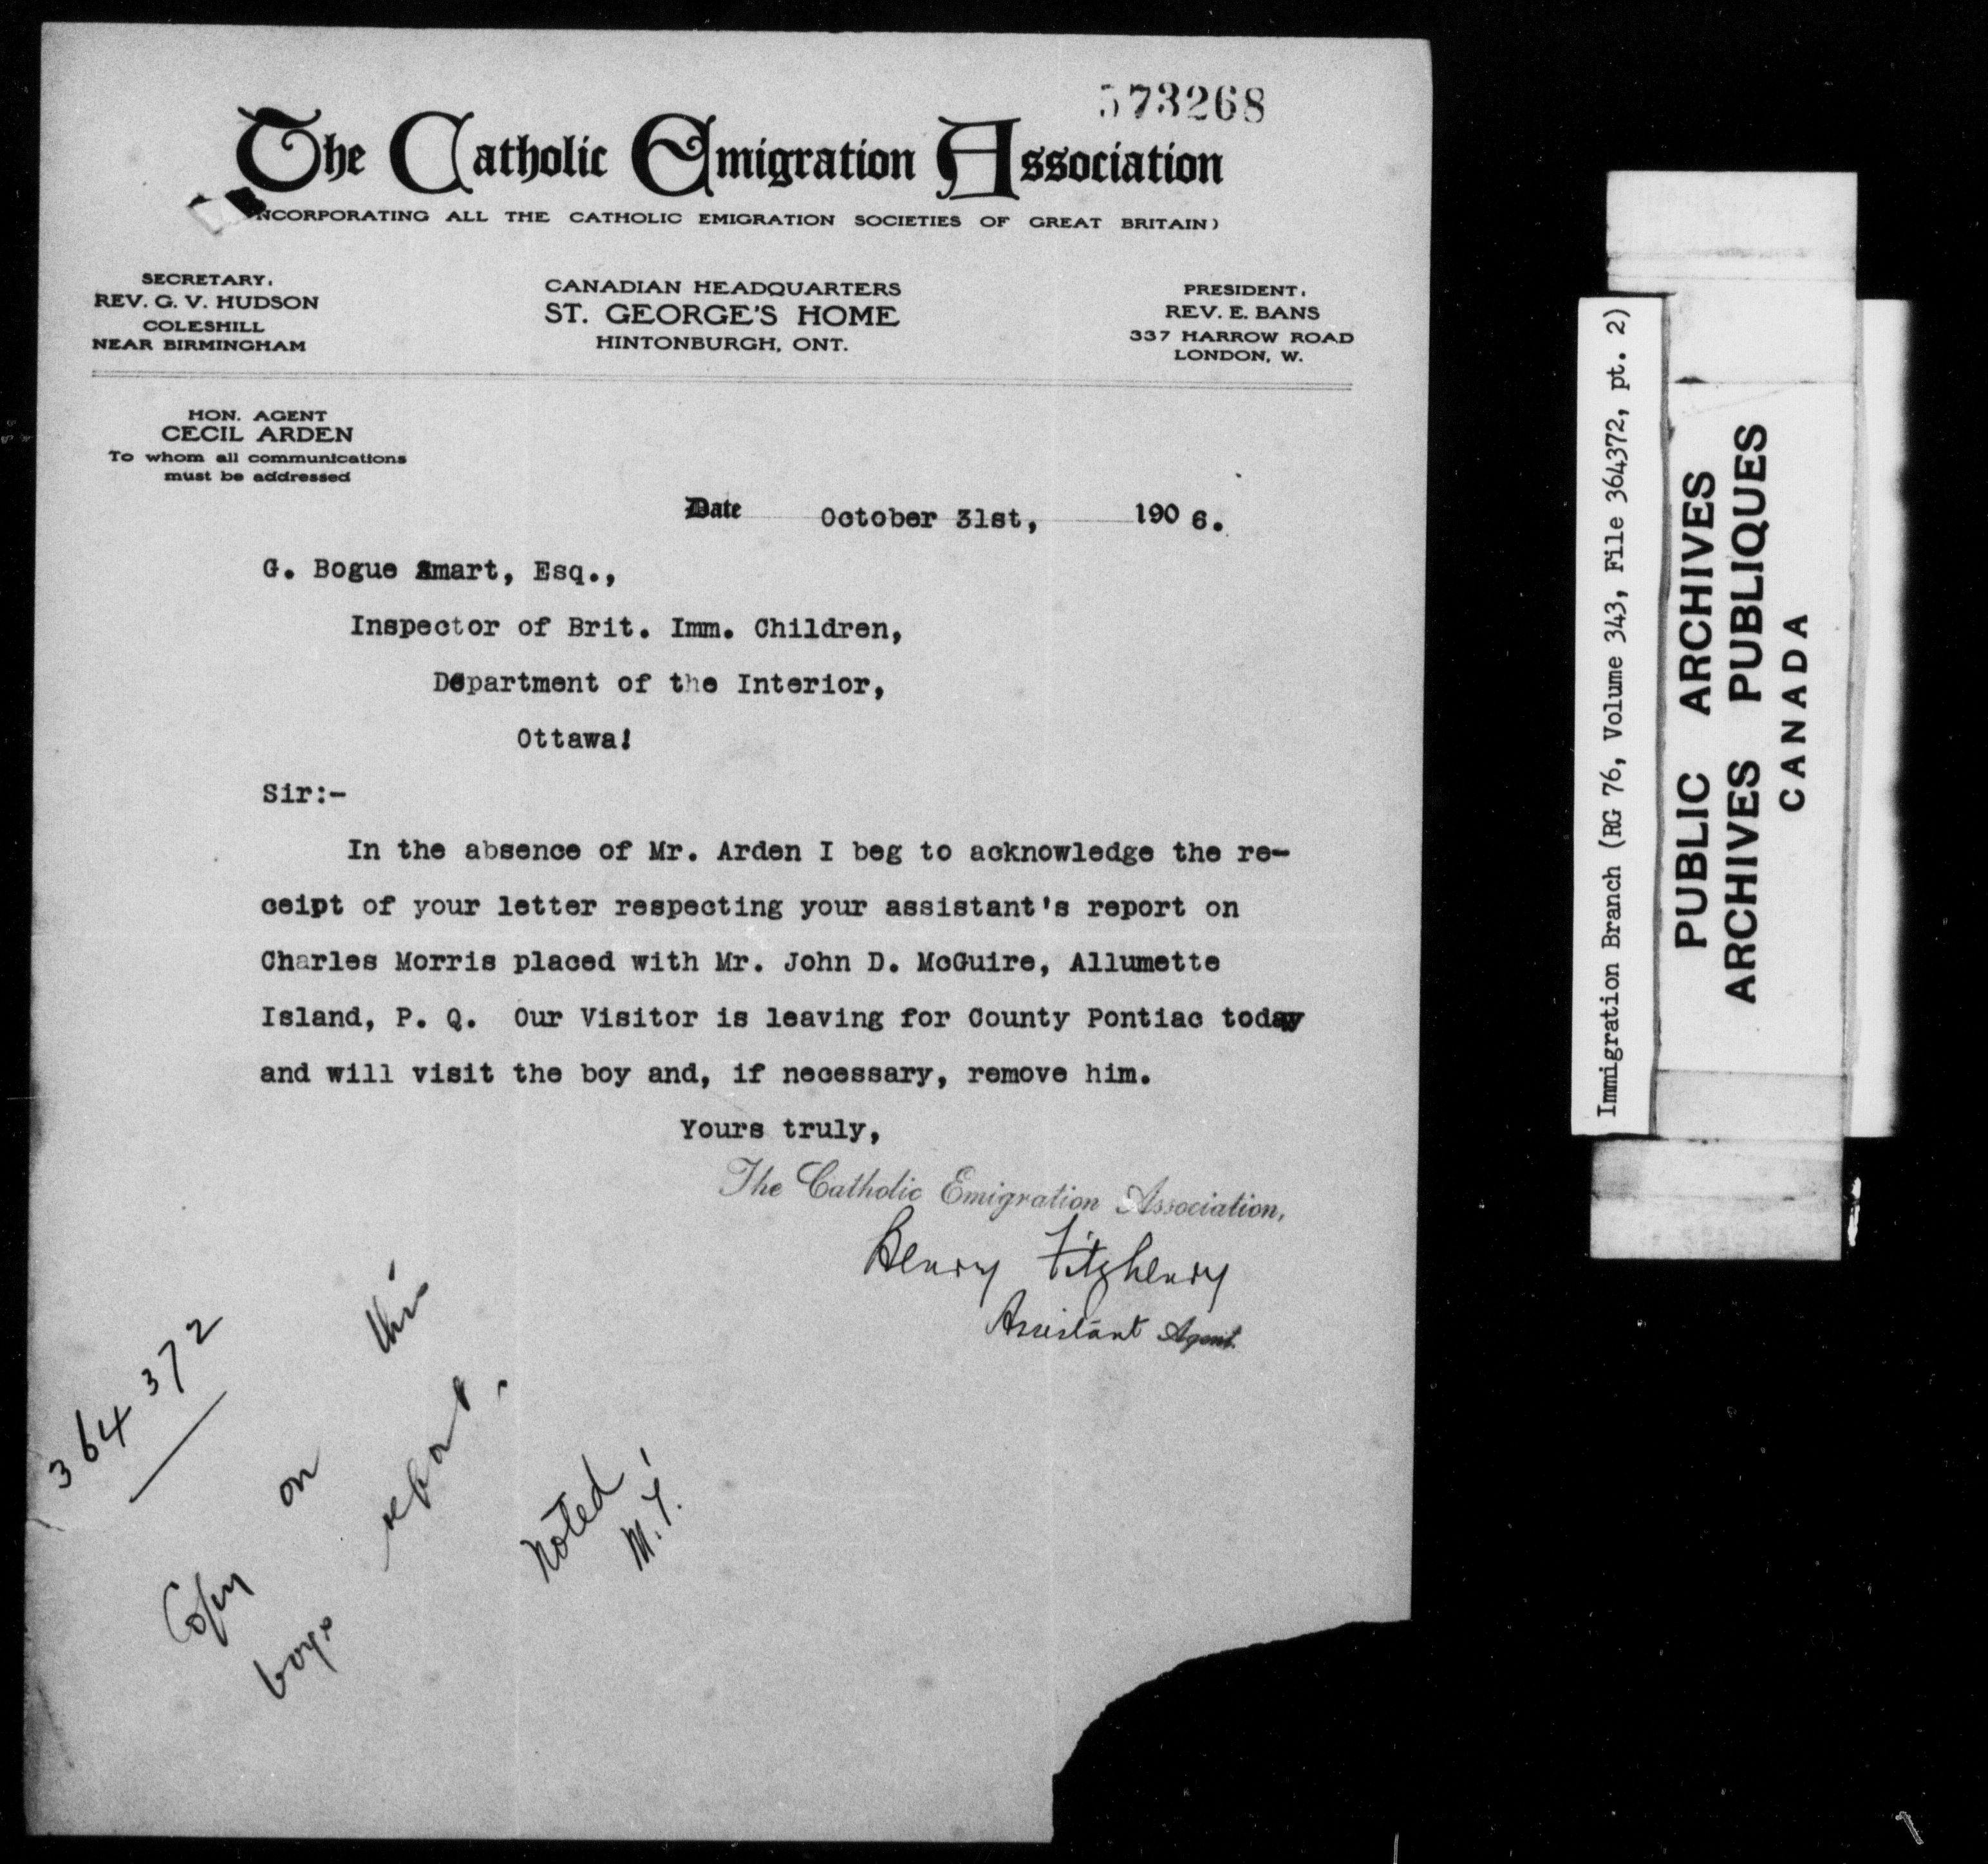 573268
The Catholic Emigration Association
INCORPORATING ALL THE CATHOLIC EMIGRATION SOCIETIES OF GREAT BRITAIN)
SECRETARY,
REV. G. V. HUDSON
COLESHILL
NEAR BIRMINGHAM
CANADIAN HEADQUARTERS
ST. GEORGE'S HOME
HINTONBURGH, ONT.
PRESIDENT,
REV. E. BANS
337 HARROW ROAD
LONDON, W.
HON. AGENT
CECIL ARDEN
To whom all communications
must be addressed
Date October 31st, 1906.
G. Bogue Smart, Esq.,
Inspector of Brit. Imm. Children,
Department of the Interior,
Ottawa!
Sir:-
In the absence of Mr. Arden I beg to acknowledge the re-
ceipt of your letter respecting your assistant's report on
Charles Morris placed with Mr. John D. McGuire, Allumette
Island, P. Q. Our Visitor is leaving for County Pontiac today
and will visit the boy and, if necessary, remove him.
Yours truly,
The Catholic Emigration Association,
Henry Fitzhenry
Assistant Agent.
364372
Copy on this
boys report.
Noted
M.Y.
Immigration Branch (RG 76, Volume 343, File 364372, pt. 2)
PUBLIC ARCHIVES
ARCHIVES PUBLIQUES
CANADA